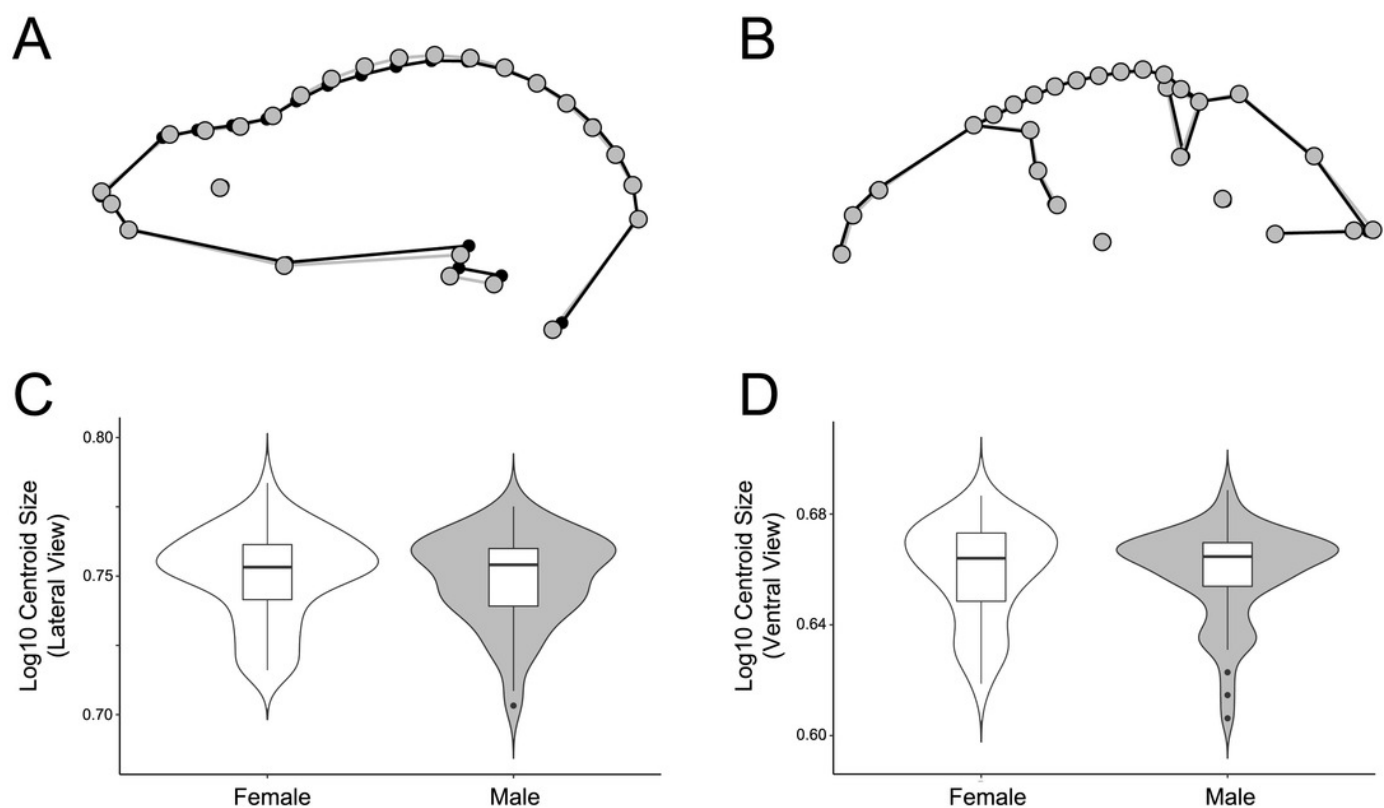 A
B
C
Log10 Centroid Size
(Lateral View)
0.80
0.75
0.70
Female
Male
D
Log10 Centroid Size
(Ventral View)
0.68
0.64
0.60
Female
Male